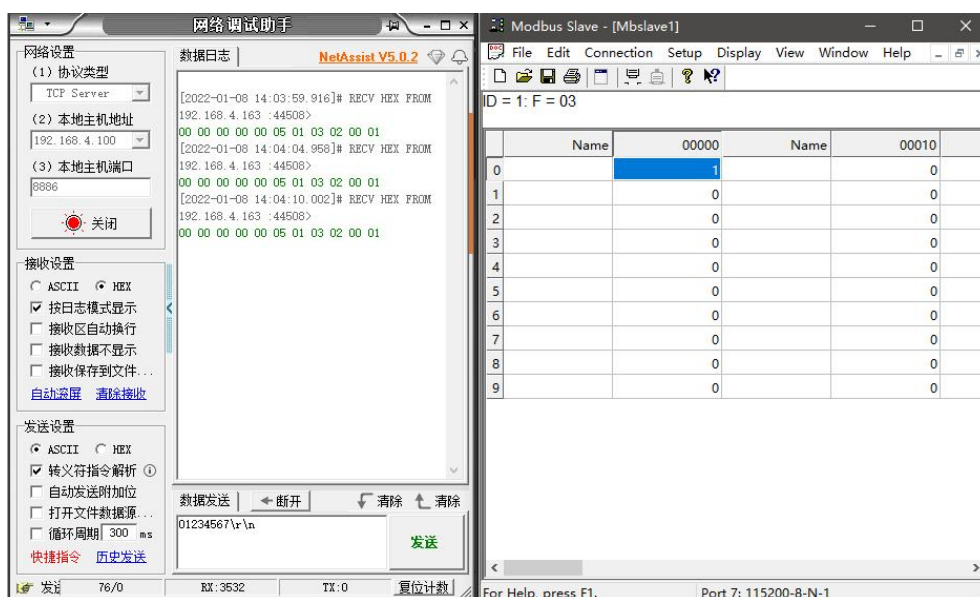 网络调试助手
网络设置
(1) 协议类型
TCP Server
(2) 本地主机地址
192.168.4.100
(3) 本地主机端口
8886
关闭
接收设置
ASCII HEX
按日志模式显示
接收区自动换行
接收数据不显示
接收保存到文件...
自动滚屏 清除接收
发送设置
ASCII HEX
转义符指令解析
自动发送附加位
打开文件数据源...
循环周期 300 ms
快捷指令 历史发送
数据日志 NetAssist V5.0.2
[2022-01-08 14:03:59.916]# RECV HEX FROM
192.168.4.163 :44508>
00 00 00 00 00 05 01 03 02 00 01
[2022-01-08 14:04:04.958]# RECV HEX FROM
192.168.4.163 :44508>
00 00 00 00 00 05 01 03 02 00 01
[2022-01-08 14:04:10.002]# RECV HEX FROM
192.168.4.163 :44508>
00 00 00 00 00 05 01 03 02 00 01
数据发送 断开 清除 清除
01234567\r\n
发送
76/0 RX:3532 TX:0 复位计数
Modbus Slave - [Mbslave1]
File Edit Connection Setup Display View Window Help
ID = 1: F = 03
Name 00000 Name 00010
0 1 0
1 0 0
2 0 0
3 0 0
4 0 0
5 0 0
6 0 0
7 0 0
8 0 0
9 0 0
For Help, press F1. Port 7: 115200-8-N-1